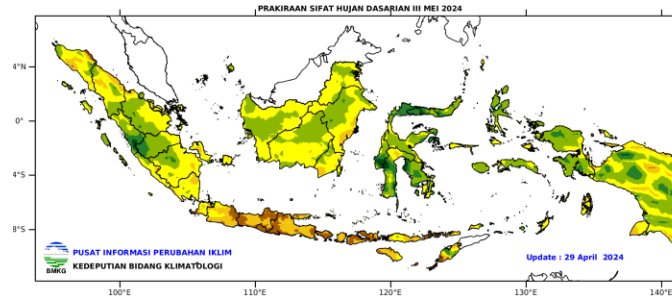 PRAKIRAAN SIFAT HUJAN DASARIAN III MEI 2024
4°N
0°
4°S
8°S
PUSAT INFORMASI PERUBAHAN IKLIM
KEDEPUTIAN BIDANG KLIMATOLOGI
BMKG
Update : 29 April 2024
100°E
110°E
120°E
130°E
140°E